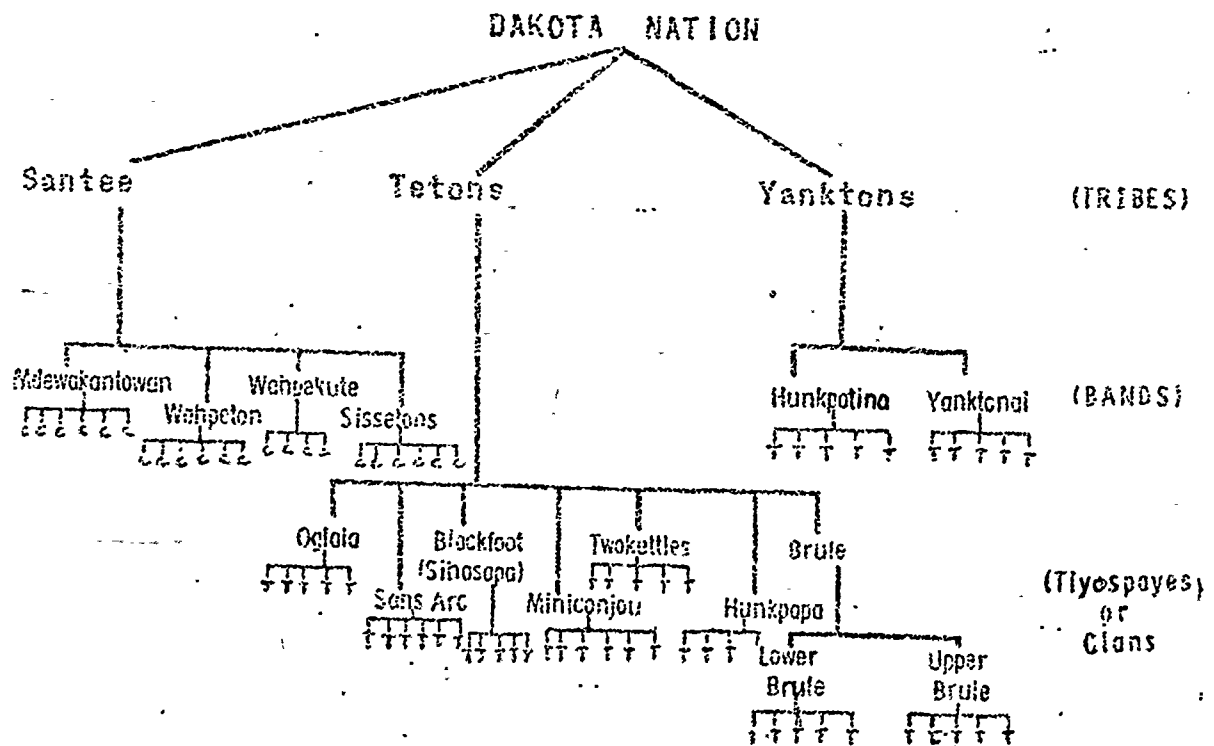 DAKOTA NATION
Santee
Tetons
Yanktons
(TRIBES)
Mdewakantowan
Wahpeton
Wahpekute
Sissetons
Hunkpatina
Yanktonai
(BANDS)
C C C C C C
C C C C C C C
C C C C
C C C C C C
T T T T T
T T T T T
Oglala
Sans Arc
Blackfoot
(Sihasapa)
Miniconjou
Twokettles
Hunkpapa
Brule
(Tiyospayes)
or
Clans
T T T T T
T T T T T T
T T T T T
T T T T T T
T T T T T
T T T
Lower
Brule
Upper
Brule
T T T T T
T T T T T